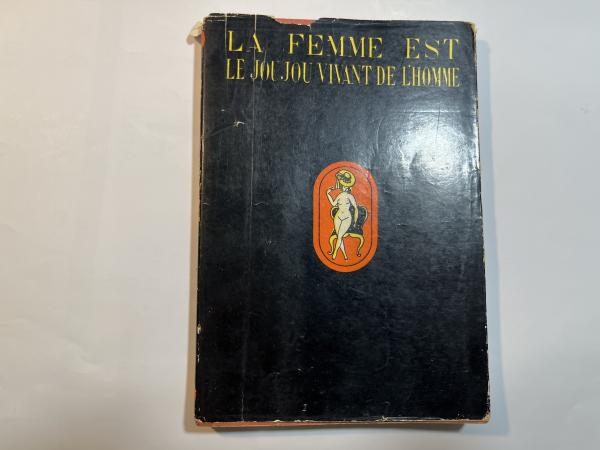 LA FEMME EST
LE JOUJOU VIVANT DE L'HOMME